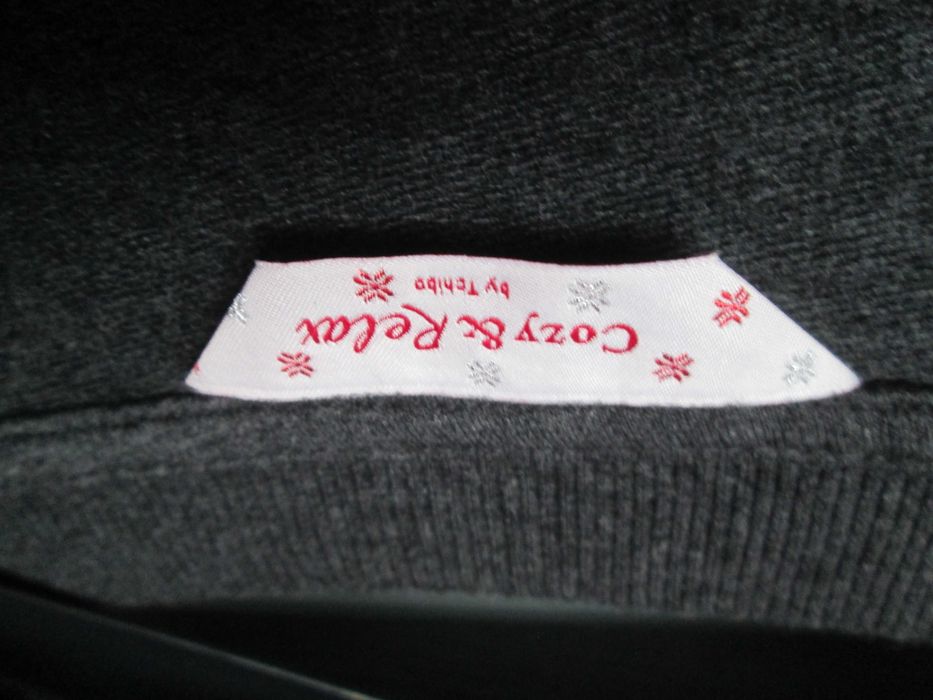 Cozy & Relax
by Tchibo